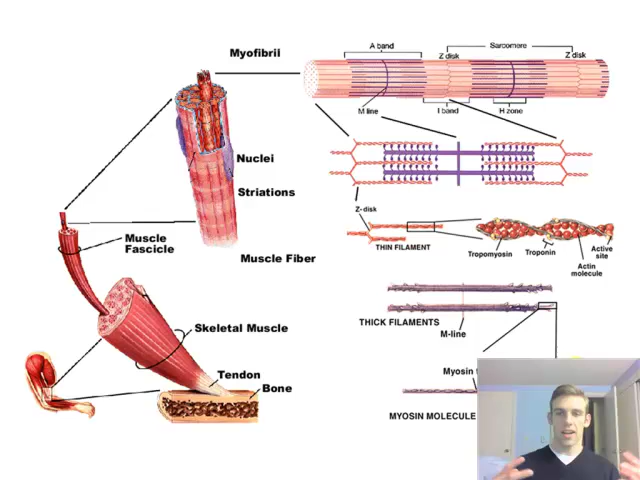 Myofibril
A band
Sarcomere
Z disk
Z disk
M line
I band
H zone
Nuclei
Striations
Z- disk
Muscle
Fascicle
THIN FILAMENT
Tropomyosin
Troponin
Active
site
Actin
molecule
Muscle Fiber
THICK FILAMENTS
M-line
Skeletal Muscle
Tendon
Bone
Myosin
MYOSIN MOLECULE